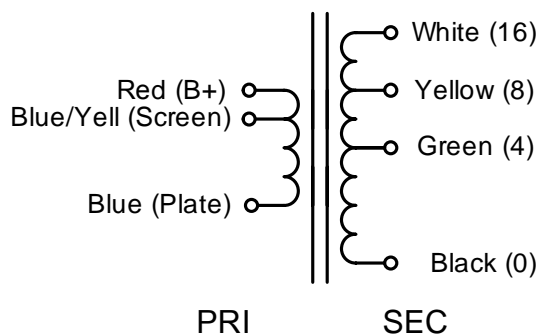 White (16)
Red (B+)
Yellow (8)
Blue/Yell (Screen)
Green (4)
Blue (Plate)
Black (0)
PRI
SEC